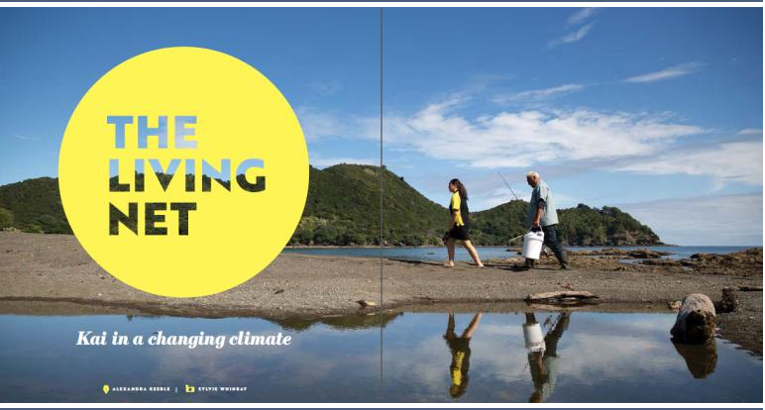 THE
LIVING
NET
Kai in a changing climate
ALEXANDRA KEEBLE | SYLVIE WHINRAY